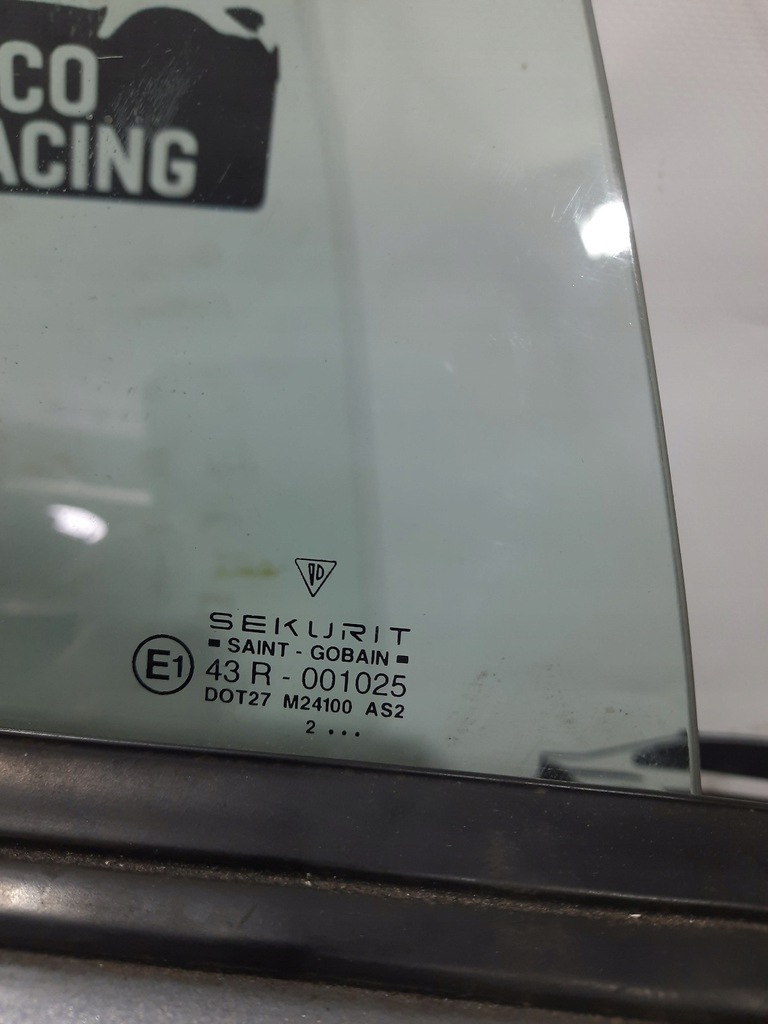 CO
ACING
SEKURIT
SAINT - GOBAIN
E1
43 R - 001025
DOT27 M24100 AS2
2 ...